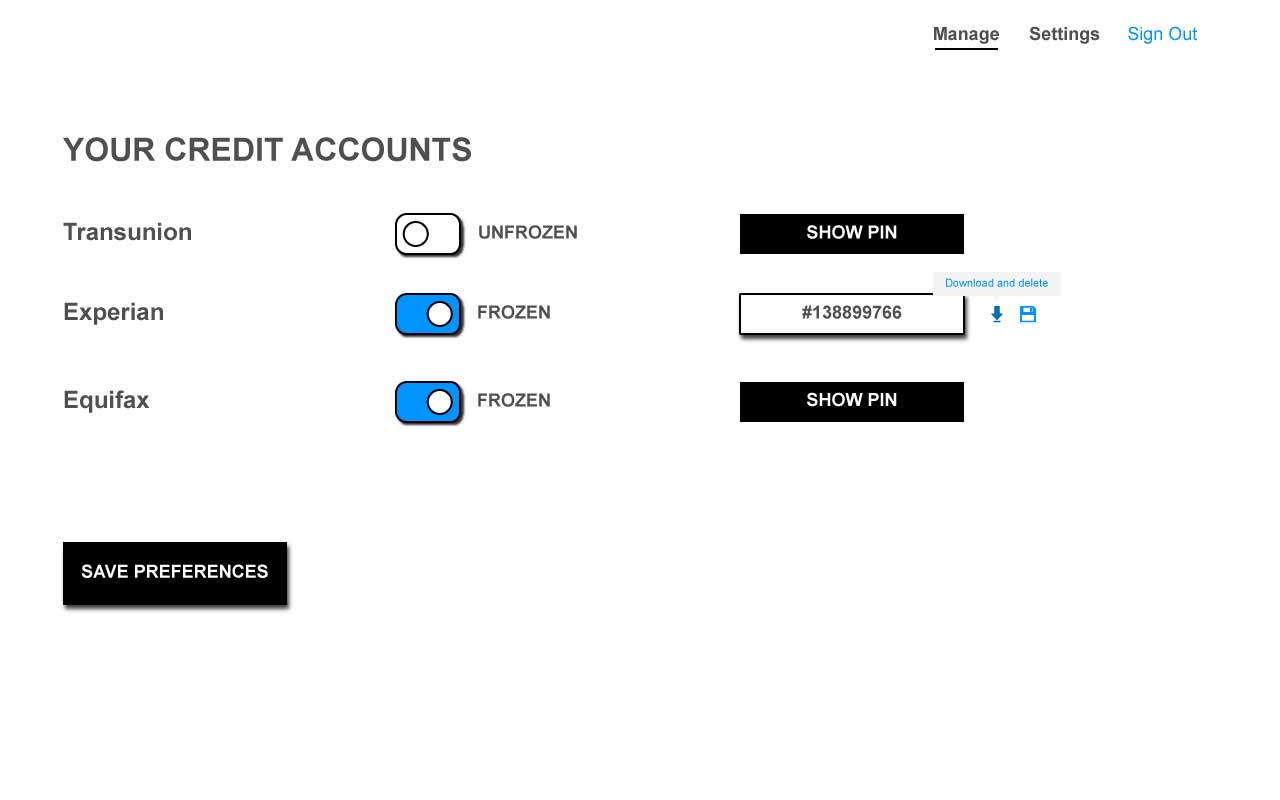 Manage Settings Sign Out
YOUR CREDIT ACCOUNTS
Transunion UNFROZEN SHOW PIN
Download and delete
Experian FROZEN #138899766
Equifax FROZEN SHOW PIN
SAVE PREFERENCES